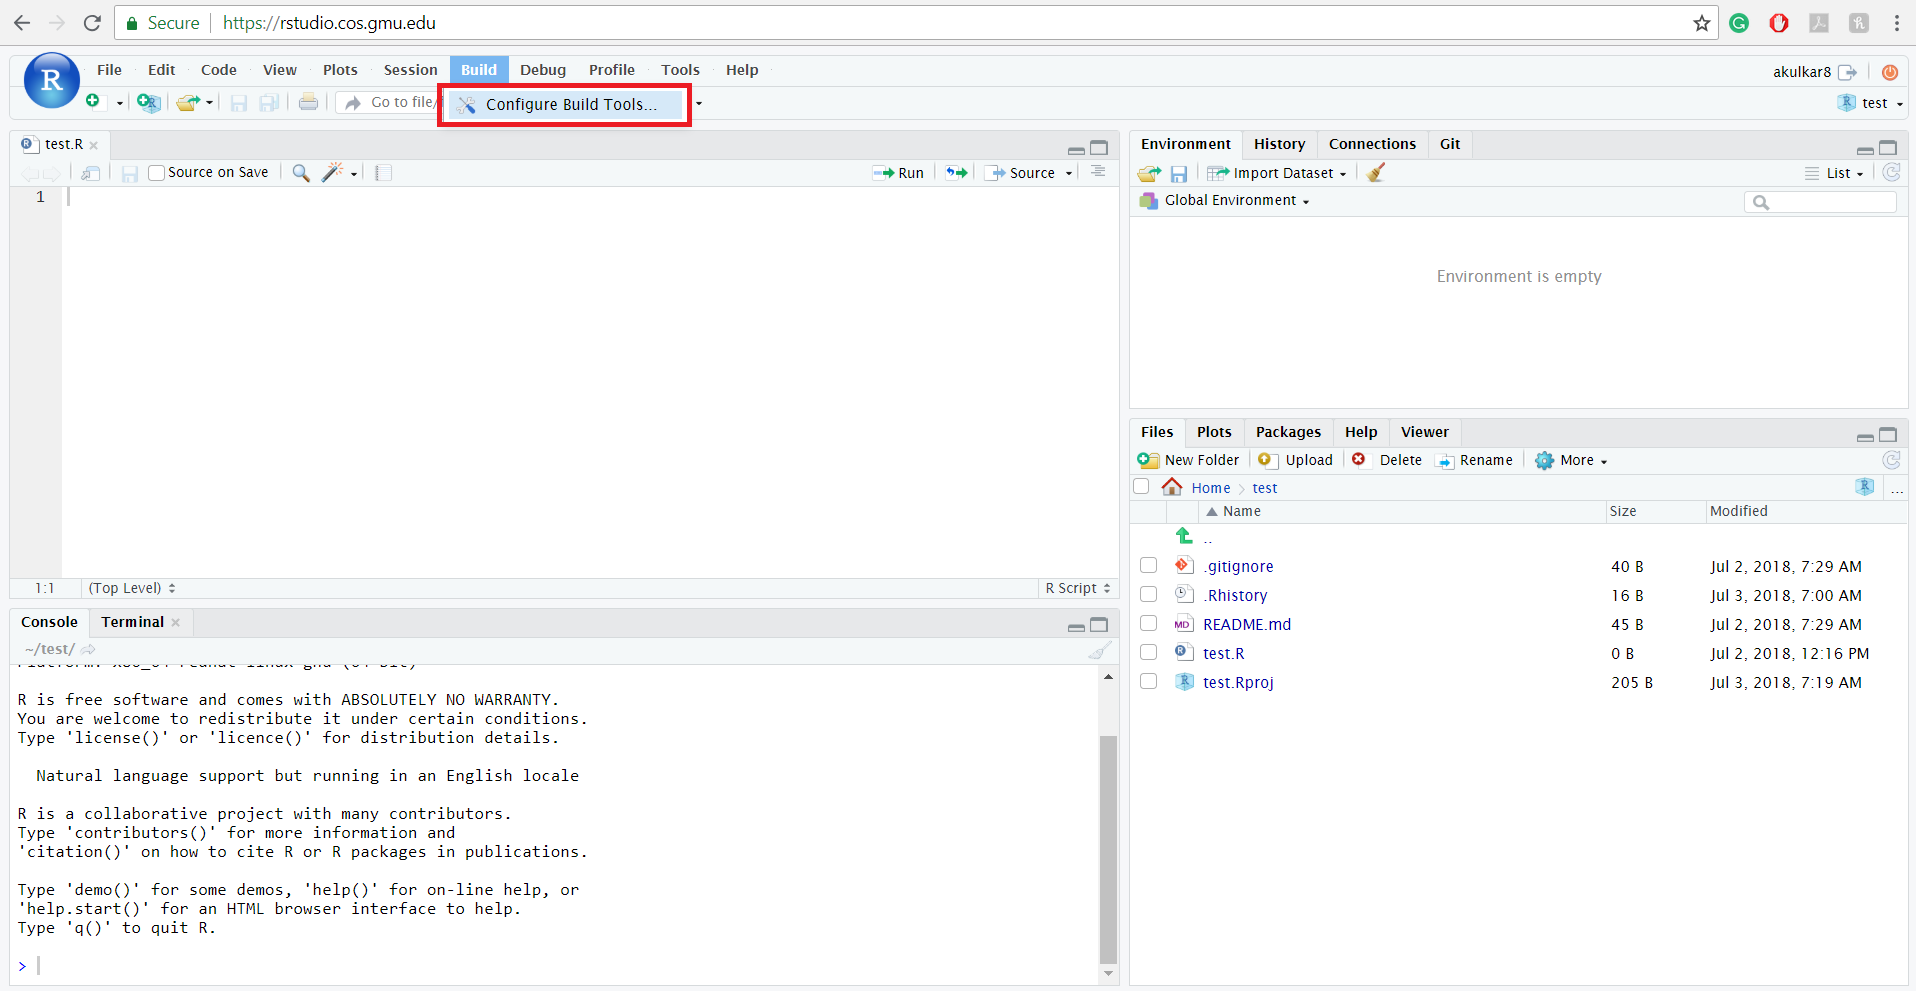 Secure https://rstudio.cos.gmu.edu
R File Edit Code View Plots Session Build Debug Profile Tools Help akulkar8
Go to file/ Configure Build Tools... test
test.R
Source on Save Run Source
1
1:1 (Top Level) R Script
Console Terminal
~/test/
R is free software and comes with ABSOLUTELY NO WARRANTY.
You are welcome to redistribute it under certain conditions.
Type 'license()' or 'licence()' for distribution details.
Natural language support but running in an English locale
R is a collaborative project with many contributors.
Type 'contributors()' for more information and
'citation()' on how to cite R or R packages in publications.
Type 'demo()' for some demos, 'help()' for on-line help, or
'help.start()' for an HTML browser interface to help.
Type 'q()' to quit R.
>
Environment History Connections Git
Import Dataset List
Global Environment
Environment is empty
Files Plots Packages Help Viewer
New Folder Upload Delete Rename More
Home test ...
Name Size Modified
..
.gitignore 40 B Jul 2, 2018, 7:29 AM
.Rhistory 16 B Jul 3, 2018, 7:00 AM
README.md 45 B Jul 2, 2018, 7:29 AM
test.R 0 B Jul 2, 2018, 12:16 PM
test.Rproj 205 B Jul 3, 2018, 7:19 AM